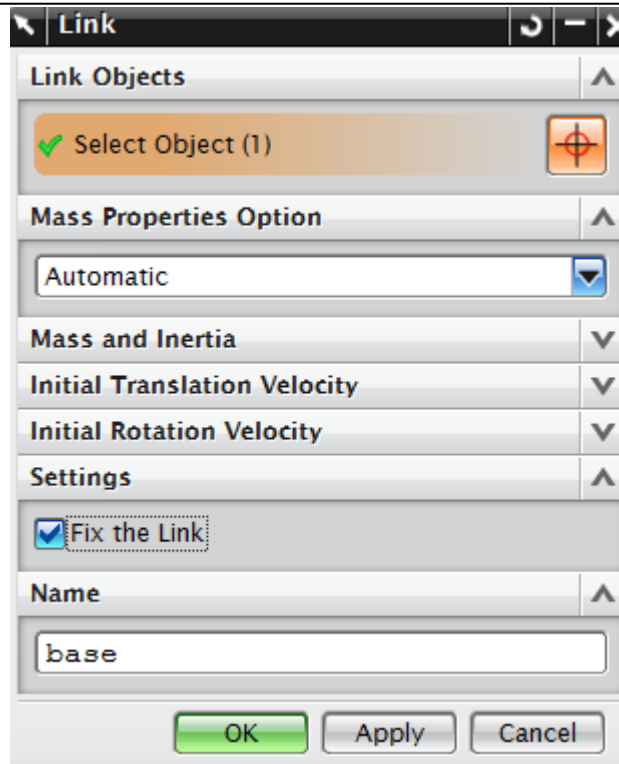 Link
Link Objects
Select Object (1)
Mass Properties Option
Automatic
Mass and Inertia
Initial Translation Velocity
Initial Rotation Velocity
Settings
Fix the Link
Name
base
OK Apply Cancel